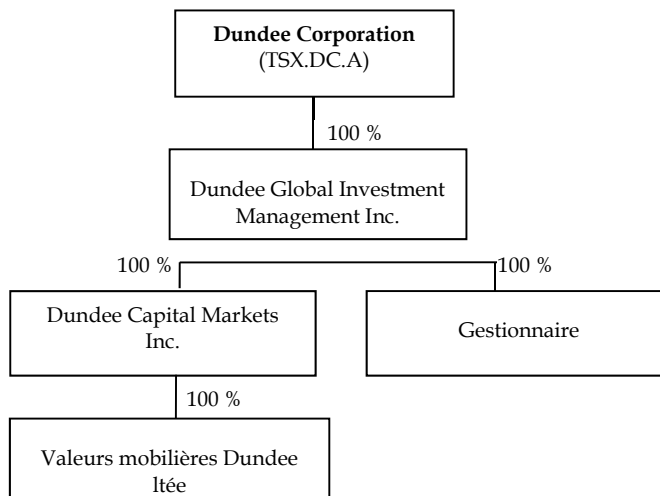 Dundee Corporation
(TSX.DC.A)
100 %
Dundee Global Investment
Management Inc.
100 %
100 %
Dundee Capital Markets
Inc.
Gestionnaire
100 %
Valeurs mobilières Dundee
ltée